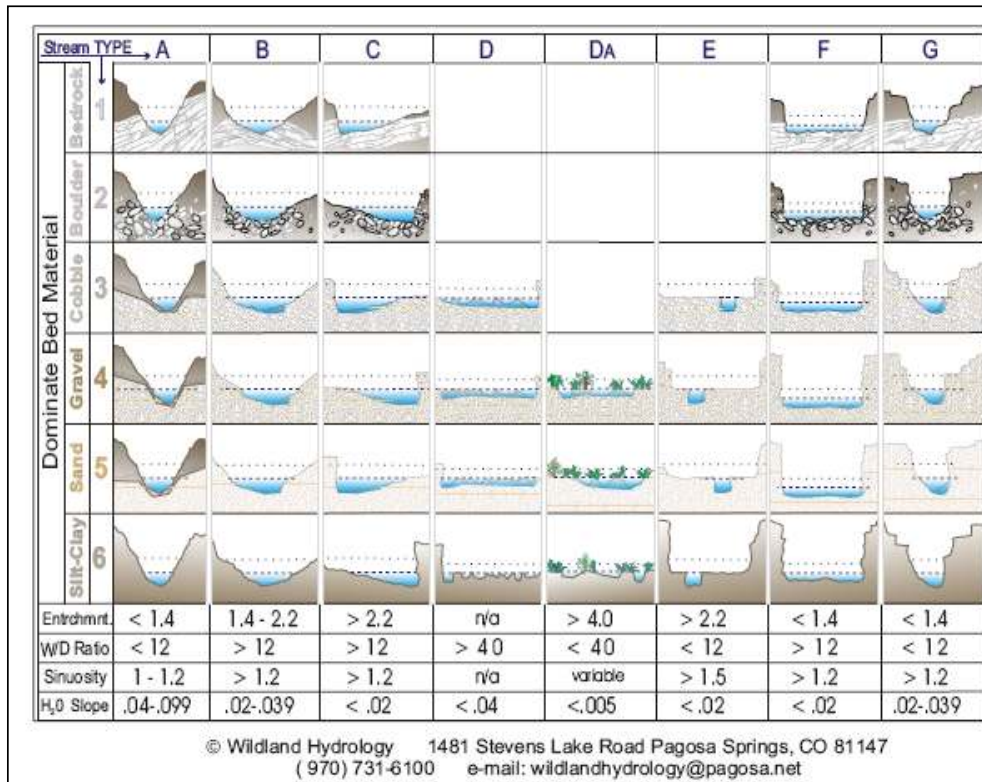 Stream TYPE A B C D DA E F G
Dominate Bed Material
Bedrock 1
Boulder 2
Cobble 3
Gravel 4
Sand 5
Silt-Clay 6
Entrchmnt. < 1.4 1.4 - 2.2 > 2.2 n/a > 4.0 > 2.2 < 1.4 < 1.4
W/D Ratio < 12 > 12 > 12 > 40 < 40 < 12 > 12 < 12
Sinuosity 1 - 1.2 > 1.2 > 1.2 n/a variable > 1.5 > 1.2 > 1.2
H₂0 Slope .04-.099 .02-.039 < .02 < .04 <.005 < .02 < .02 .02-.039
© Wildland Hydrology 1481 Stevens Lake Road Pagosa Springs, CO 81147
( 970) 731-6100 e-mail: wildlandhydrology@pagosa.net